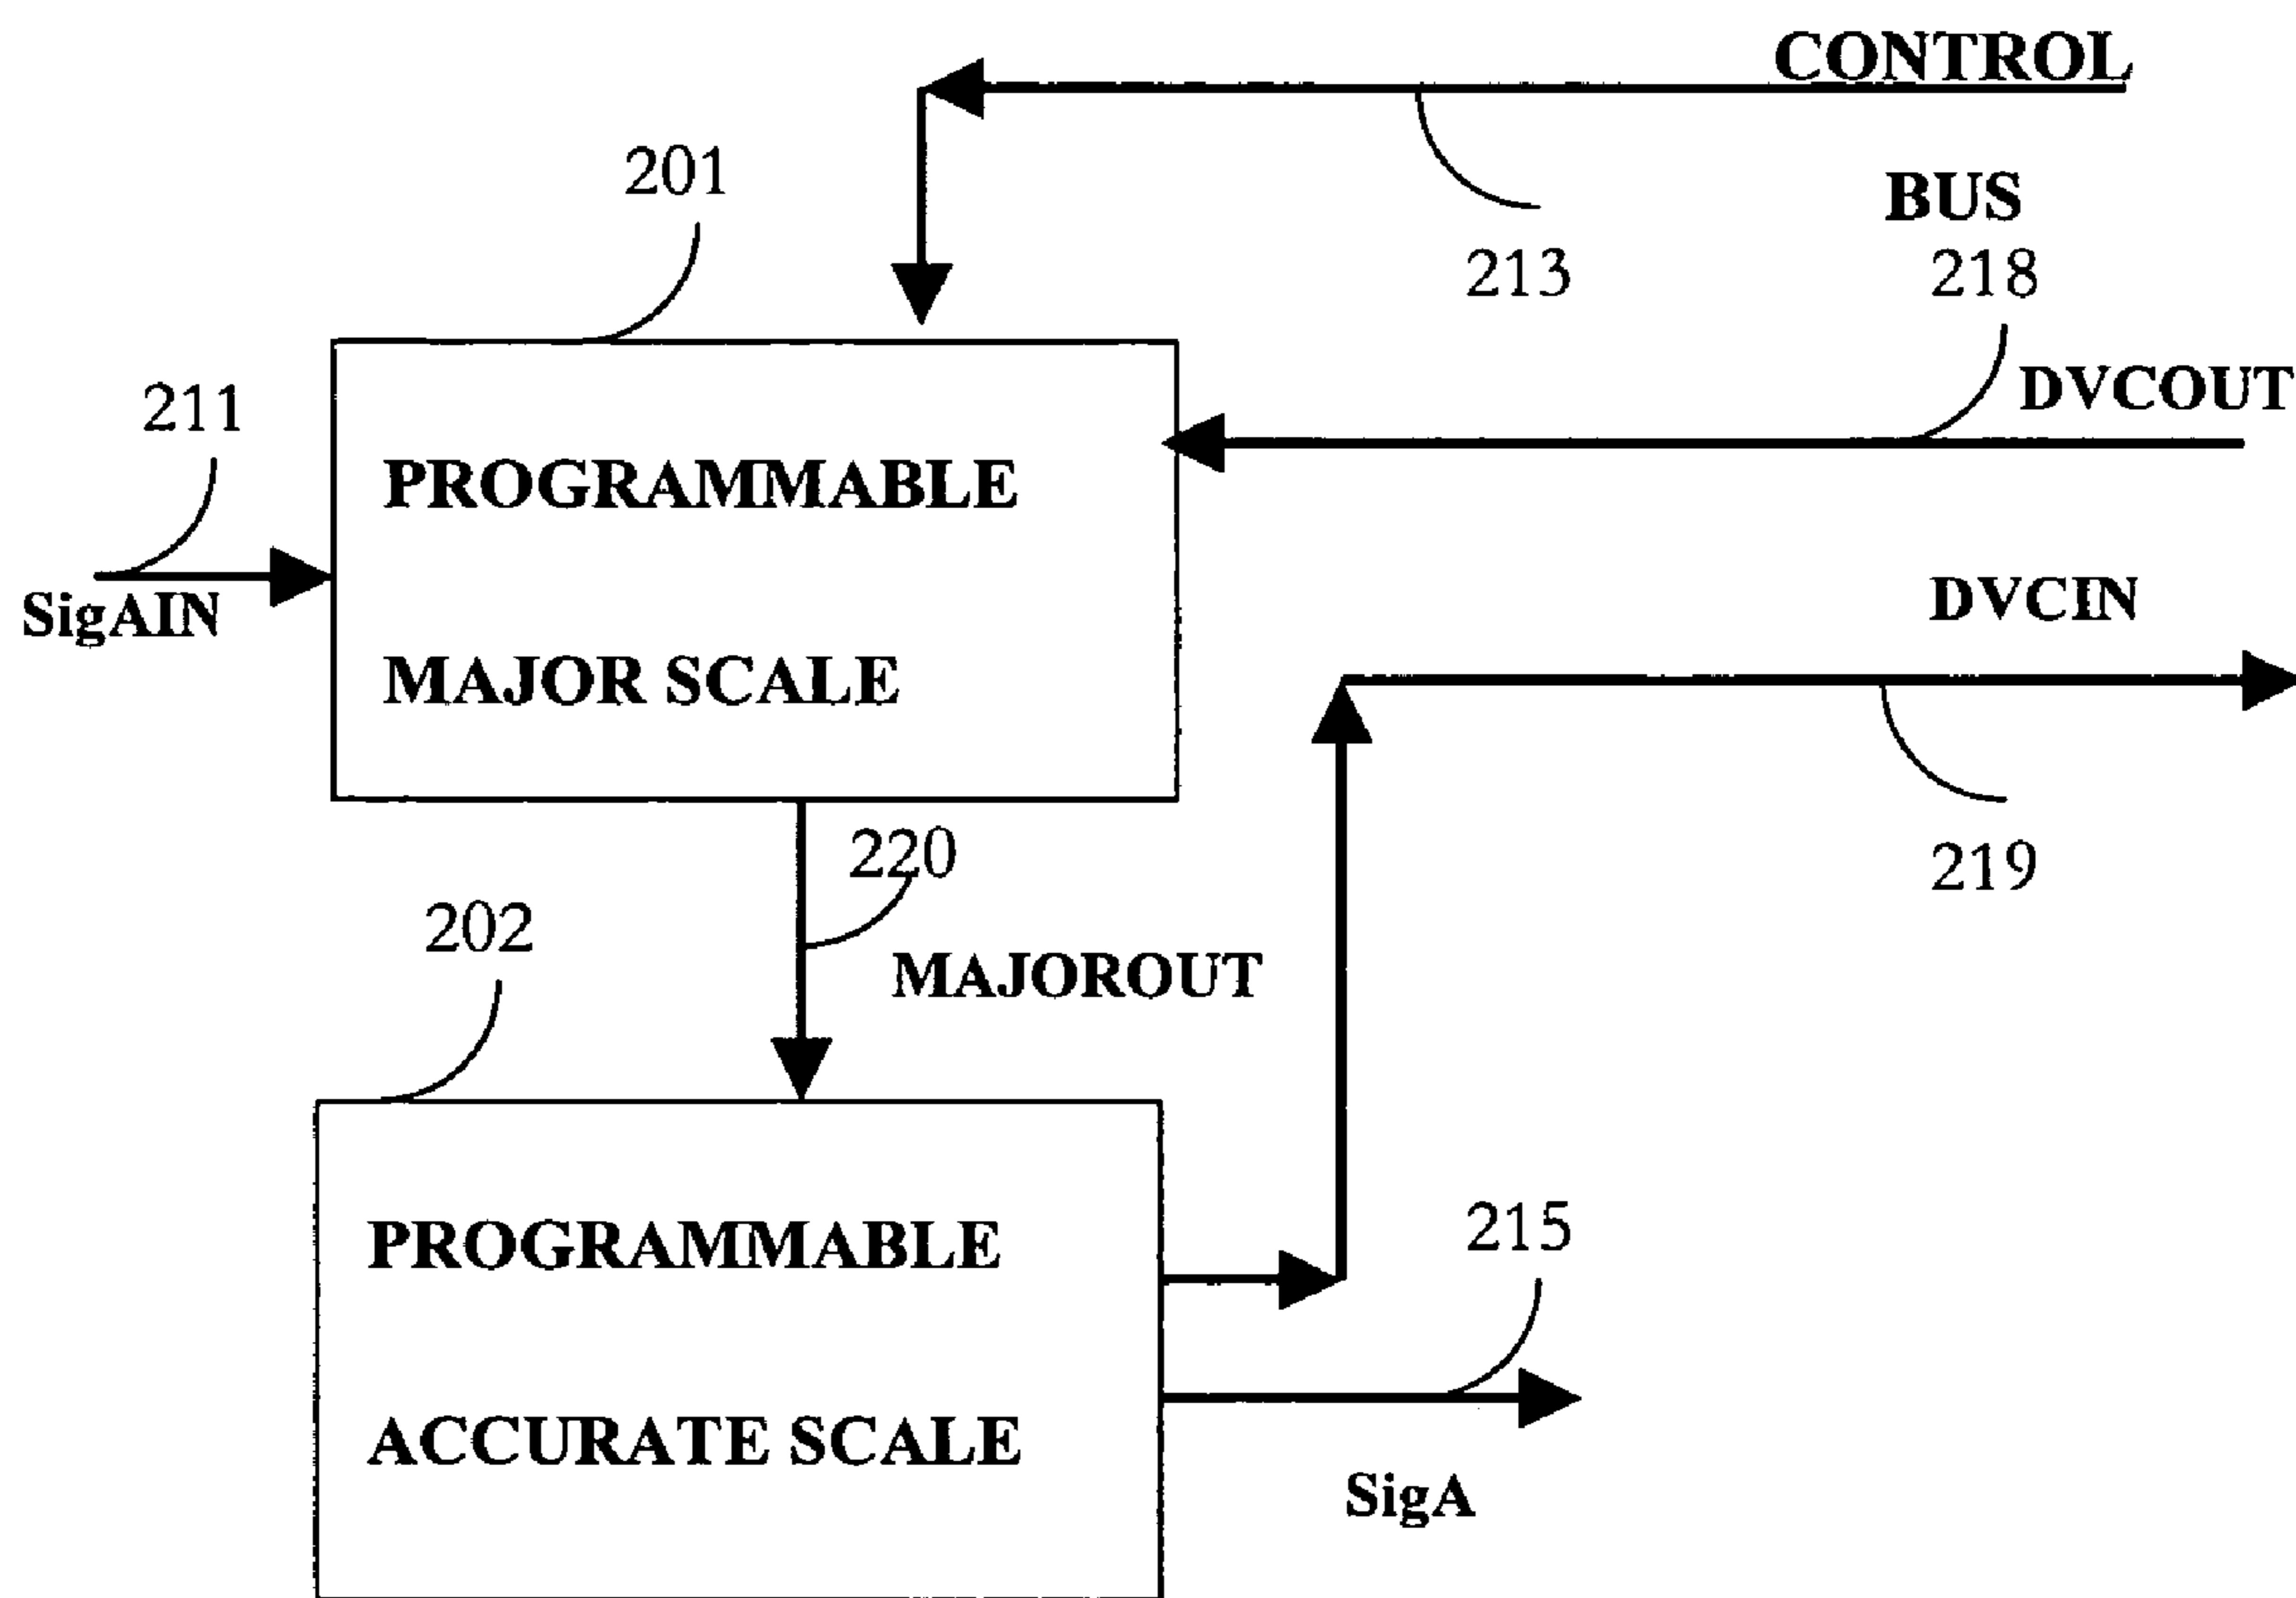 CONTROL
201
BUS
213
218
211
DVCOUT
PROGRAMMABLE
SigAIN
DVCIN
MAJOR SCALE
220
219
202
MAJOROUT
215
PROGRAMMABLE
ACCURATE SCALE
SigA